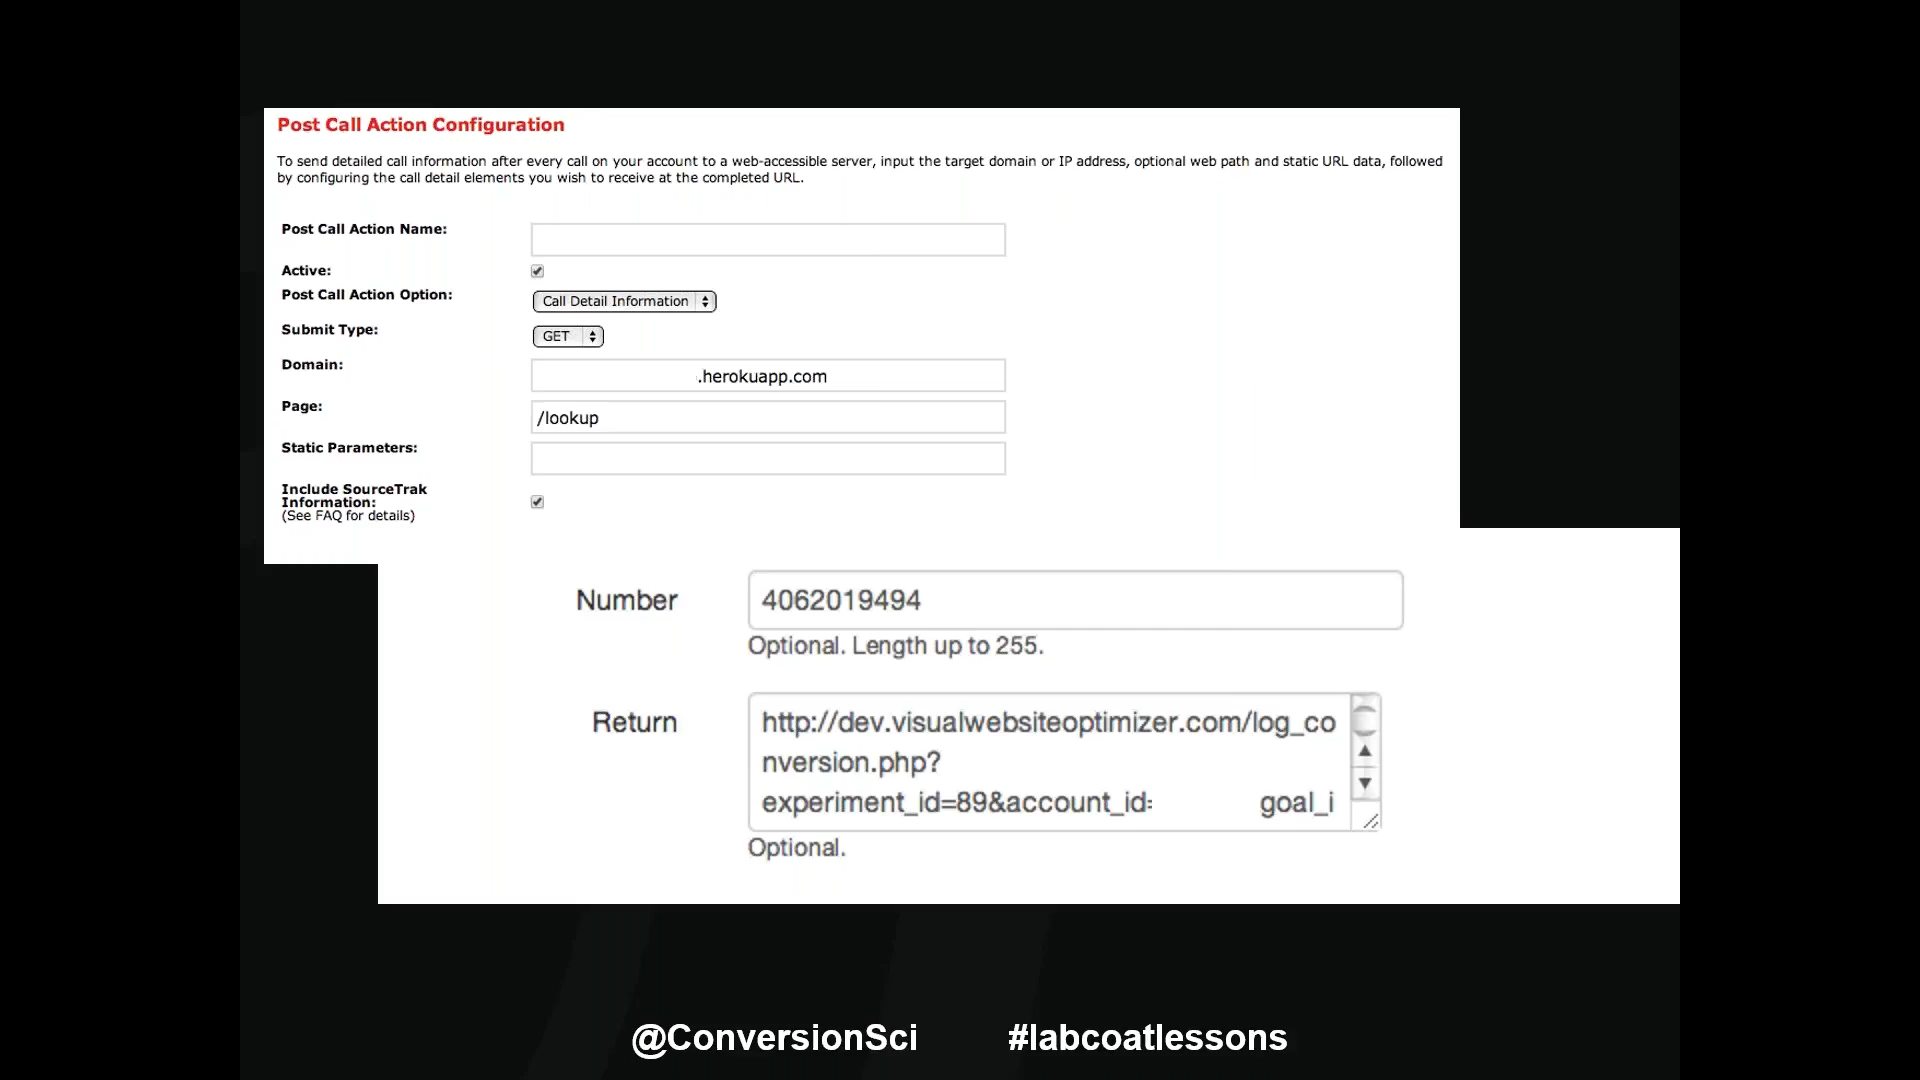 Post Call Action Configuration
To send detailed call information after every call on your account to a web-accessible server, input the target domain or IP address, optional web path and static URL data, followed
by configuring the call detail elements you wish to receive at the completed URL.
Post Call Action Name:
Active:
Post Call Action Option: Call Detail Information
Submit Type: GET
Domain: .herokuapp.com
Page: /lookup
Static Parameters:
Include SourceTrak
Information:
(See FAQ for details)
Number 4062019494
Optional. Length up to 255.
Return http://dev.visualwebsiteoptimizer.com/log_co
nversion.php?
experiment_id=89&account_id= goal_i
Optional.
@ConversionSci #labcoatlessons